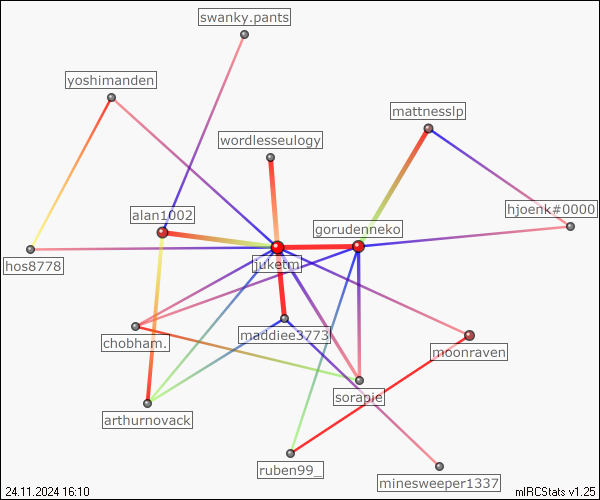 swanky.pants
yoshimanden
mattnesslp
wordlesseulogy
alan1002
hjoenk#0000
gorudenneko
hos8778
juketm
chobham.
maddiee3773
moonraven
sorapie
arthurnovack
ruben99_
minesweeper1337
24.11.2024 16:10
mIRCStats v1.25